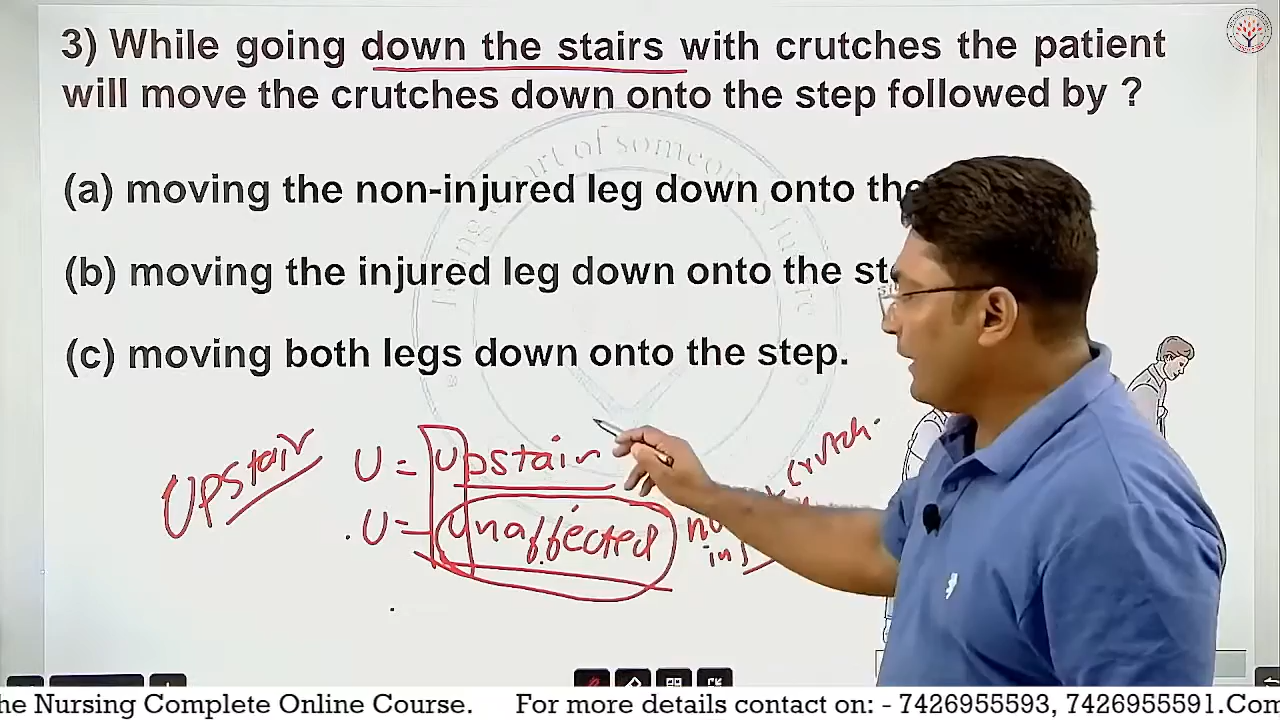 3) While going down the stairs with crutches the patient
will move the crutches down onto the step followed by ?
(a) moving the non-injured leg down onto the
(b) moving the injured leg down onto the
(c) moving both legs down onto the step.
Upstair U = Upstair crutch.
U = Unaffected
he Nursing Complete Online Course. For more details contact on: - 7426955593, 7426955591.Con